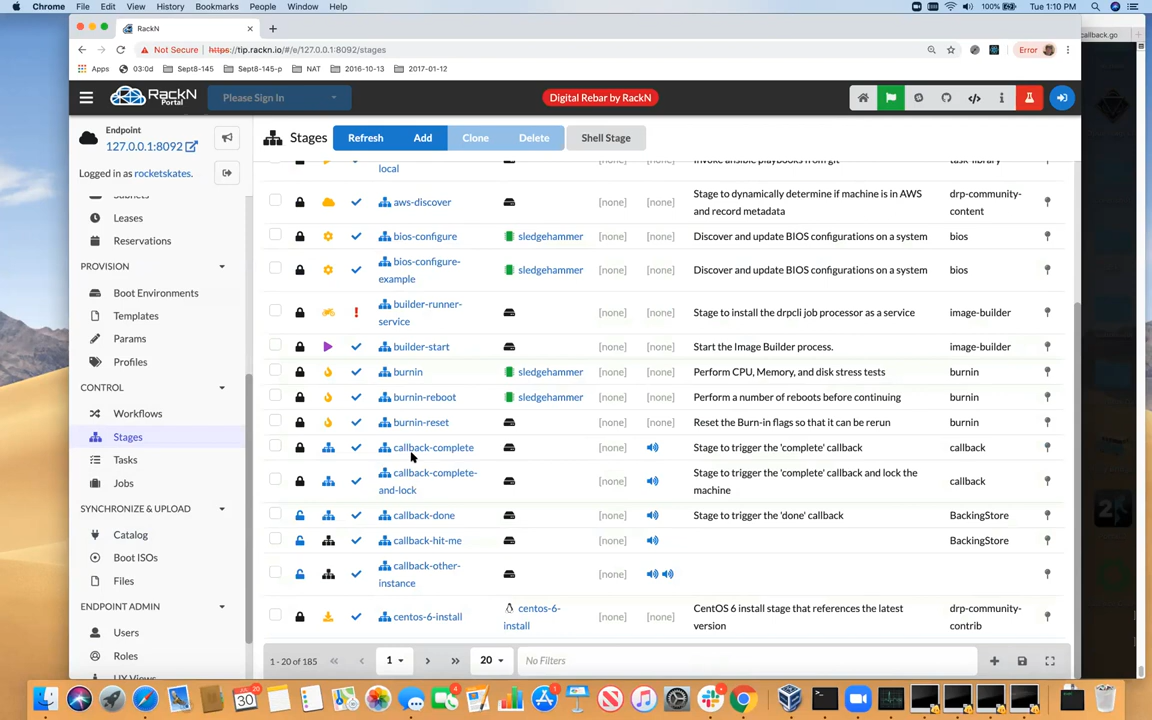 Chrome File Edit View History Bookmarks People Window Help 100% Tue 1:10 PM
RackN
callback.go
Not Secure https://tip.rackn.io/#/e/127.0.0.1:8092/stages Error
Apps 03:0d Sept8-145 Sept8-145-p NAT 2016-10-13 2017-01-12
RackN Portal Please Sign In Digital Rebar by RackN
Endpoint
127.0.0.1:8092
Logged in as rocketskates.
Subnets
Leases
Reservations
PROVISION
Boot Environments
Templates
Params
Profiles
CONTROL
Workflows
Stages
Tasks
Jobs
SYNCHRONIZE & UPLOAD
Catalog
Boot ISOs
Files
ENDPOINT ADMIN
Users
Roles
UX Views
Stages Refresh Add Clone Delete Shell Stage
local [none] [none] Invoke ansible playbooks from git task-library
aws-discover [none] [none] Stage to dynamically determine if machine is in AWS drp-community-
and record metadata content
bios-configure sledgehammer [none] [none] Discover and update BIOS configurations on a system bios
bios-configure- sledgehammer [none] [none] Discover and update BIOS configurations on a system bios
example
builder-runner- [none] [none] Stage to install the drpcli job processor as a service image-builder
service
builder-start [none] [none] Start the Image Builder process. image-builder
burnin sledgehammer [none] [none] Perform CPU, Memory, and disk stress tests burnin
burnin-reboot sledgehammer [none] [none] Perform a number of reboots before continuing burnin
burnin-reset [none] [none] Reset the Burn-in flags so that it can be rerun burnin
callback-complete [none] Stage to trigger the 'complete' callback callback
callback-complete- [none] Stage to trigger the 'complete' callback and lock the callback
and-lock machine
callback-done [none] Stage to trigger the 'done' callback BackingStore
callback-hit-me [none] BackingStore
callback-other- [none]
instance
centos-6-install centos-6- [none] [none] CentOS 6 install stage that references the latest drp-community-
install version contrib
1 - 20 of 185 1 20 No Filters